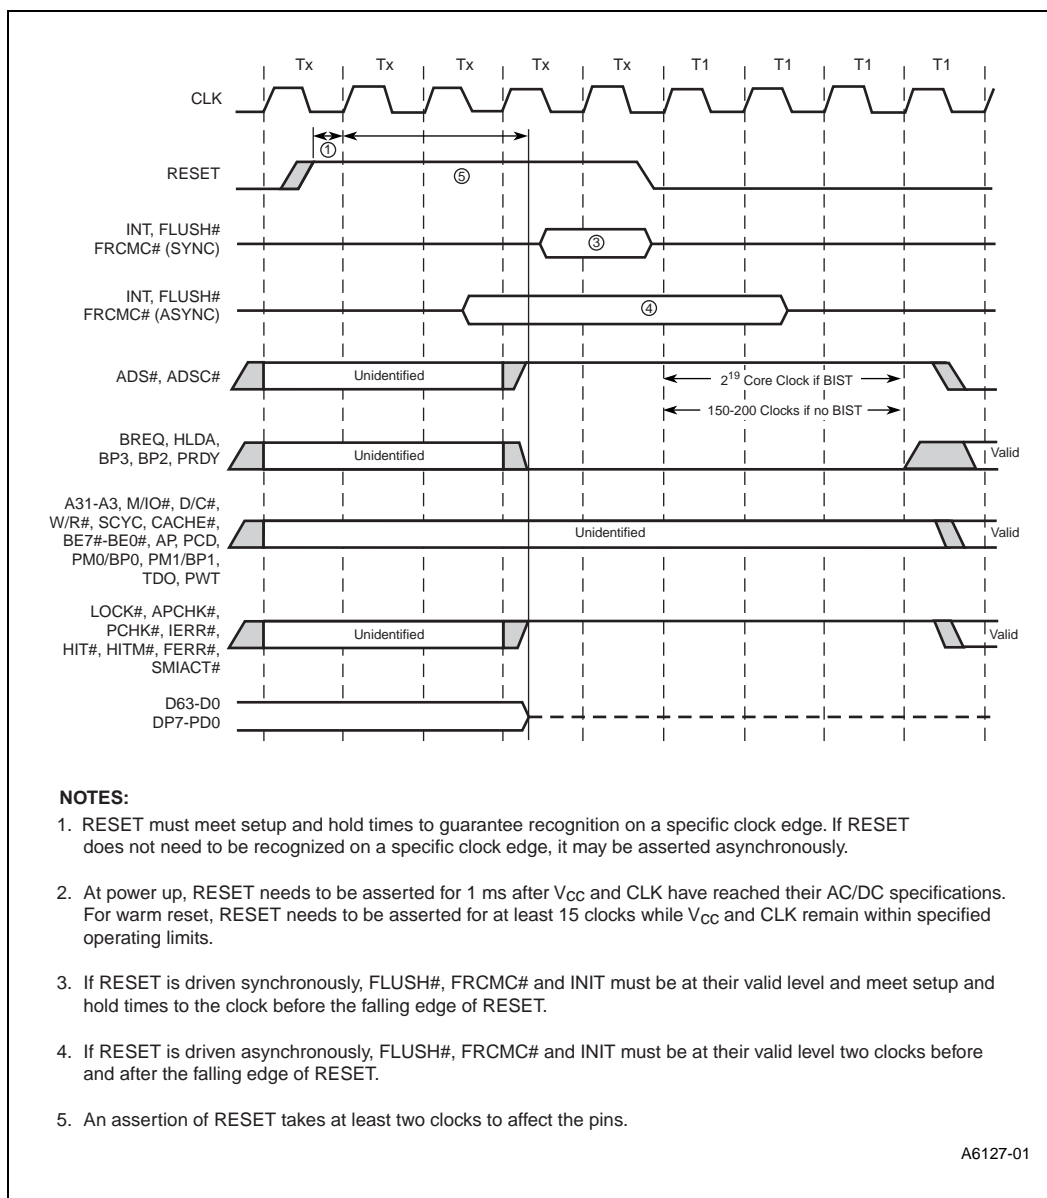 Tx Tx Tx Tx Tx T1 T1 T1 T1
CLK
①
RESET
⑤
INT, FLUSH#
FRCMC# (SYNC)
③
INT, FLUSH#
FRCMC# (ASYNC)
④
ADS#, ADSC#
Unidentified
2¹⁹ Core Clock if BIST
150-200 Clocks if no BIST
BREQ, HLDA,
BP3, BP2, PRDY
Unidentified
Valid
A31-A3, M/IO#, D/C#,
W/R#, SCYC, CACHE#,
BE7#-BE0#, AP, PCD,
PM0/BP0, PM1/BP1,
TDO, PWT
Unidentified
Valid
LOCK#, APCHK#,
PCHK#, IERR#,
HIT#, HITM#, FERR#,
SMIACT#
Unidentified
Valid
D63-D0
DP7-PD0
NOTES:
1. RESET must meet setup and hold times to guarantee recognition on a specific clock edge. If RESET
does not need to be recognized on a specific clock edge, it may be asserted asynchronously.
2. At power up, RESET needs to be asserted for 1 ms after VCC and CLK have reached their AC/DC specifications.
For warm reset, RESET needs to be asserted for at least 15 clocks while VCC and CLK remain within specified
operating limits.
3. If RESET is driven synchronously, FLUSH#, FRCMC# and INIT must be at their valid level and meet setup and
hold times to the clock before the falling edge of RESET.
4. If RESET is driven asynchronously, FLUSH#, FRCMC# and INIT must be at their valid level two clocks before
and after the falling edge of RESET.
5. An assertion of RESET takes at least two clocks to affect the pins.
A6127-01